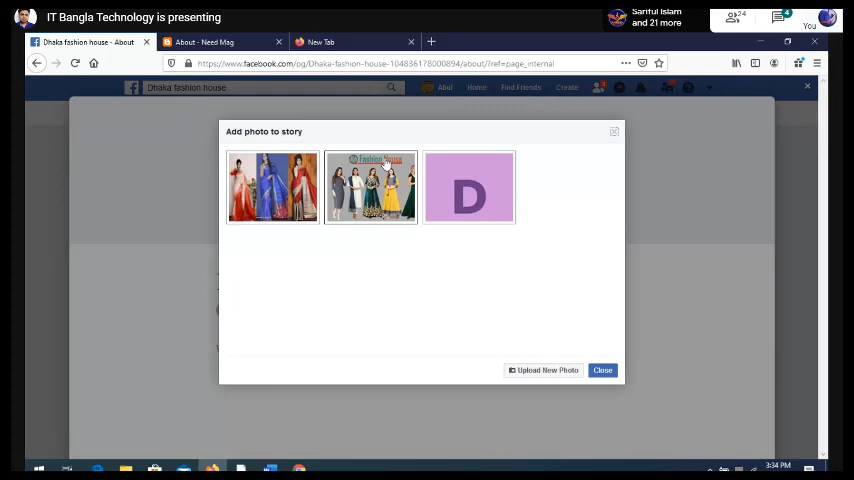 IT Bangla Technology is presenting
Sariful Islam
and 21 more
24
4
You
Dhaka fashion house - About
About - Need Mag
New Tab
https://www.facebook.com/pg/Dhaka-fashion-house-104836178000894/about/?ref=page_internal
Dhaka fashion house
Abul
Home
Find Friends
Create
Add photo to story
Fashion House
D
Upload New Photo
Close
3:34 PM